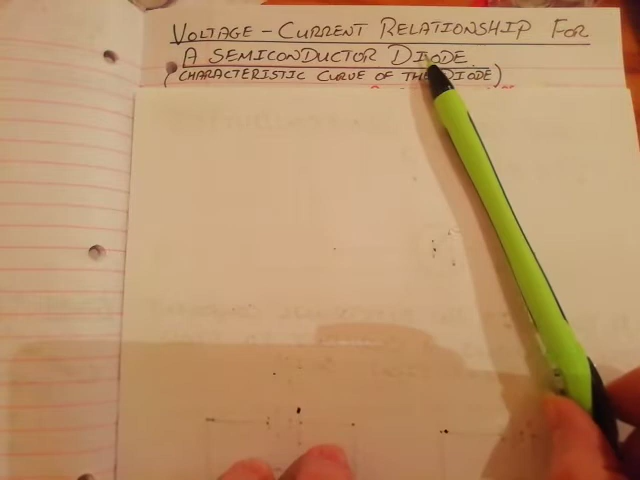 VOLTAGE - CURRENT RELATIONSHIP FOR
A SEMICONDUCTOR DIODE.
(CHARACTERISTIC CURVE OF THE DIODE)